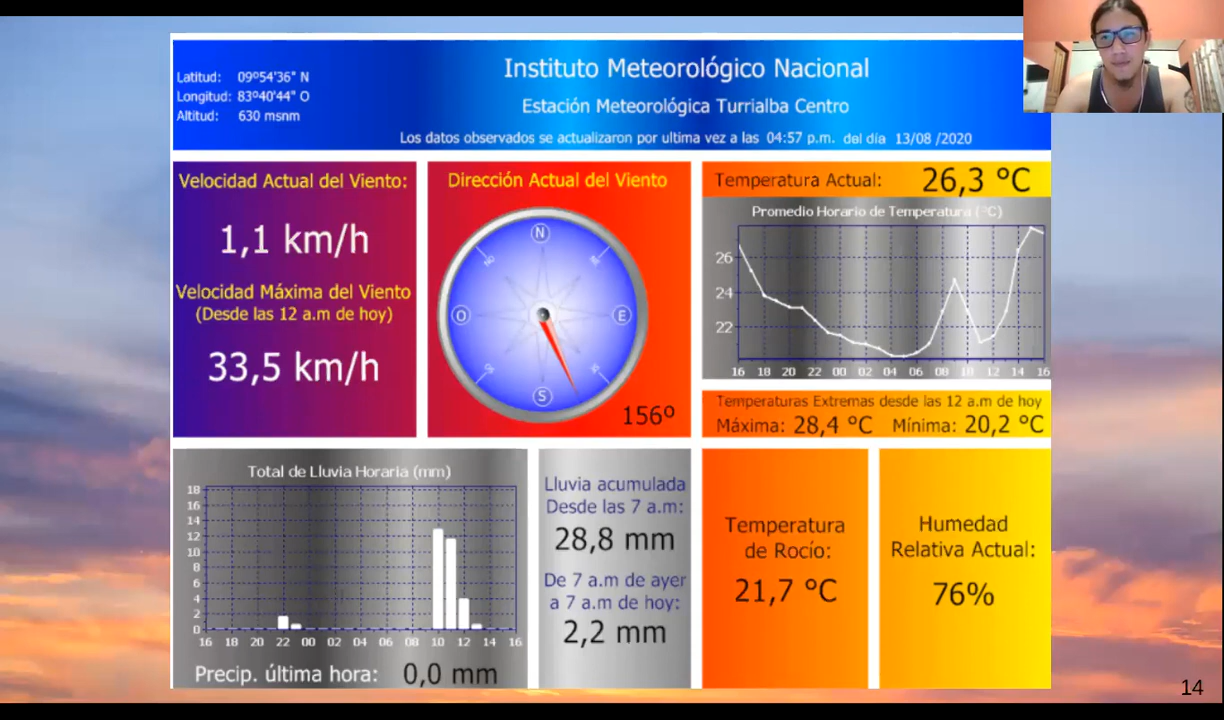 Latitud: 09º54'36" N
Longitud: 83º40'44" O
Altitud: 630 msnm
Instituto Meteorológico Nacional
Estación Meteorológica Turrialba Centro
Los datos observados se actualizaron por ultima vez a las 04:57 p.m. del día 13/08 /2020
Velocidad Actual del Viento:
1,1 km/h
Velocidad Máxima del Viento
(Desde las 12 a.m de hoy)
33,5 km/h
Dirección Actual del Viento
N
O
E
S
156º
Temperatura Actual: 26,3 °C
Promedio Horario de Temperatura (°C)
26
24
22
16 18 20 22 00 02 04 06 08 10 12 14 16
Temperaturas Extremas desde las 12 a.m de hoy
Máxima: 28,4 °C Mínima: 20,2 °C
Total de Lluvia Horaria (mm)
18
16
14
12
10
8
6
4
2
0
16 18 20 22 00 02 04 06 08 10 12 14 16
Precip. última hora: 0,0 mm
Lluvia acumulada
Desde las 7 a.m:
28,8 mm
De 7 a.m de ayer
a 7 a.m de hoy:
2,2 mm
Temperatura
de Rocío:
21,7 °C
Humedad
Relativa Actual:
76%
14